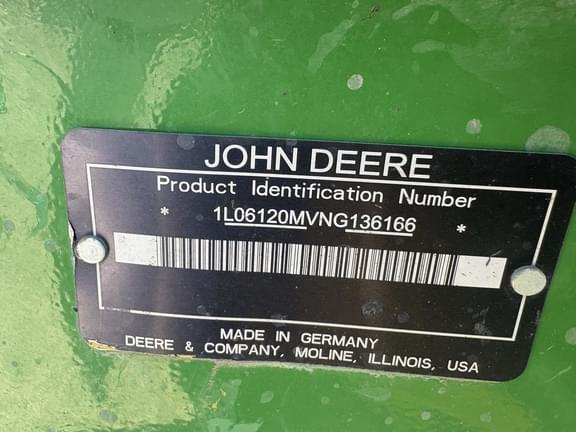 JOHN DEERE
Product Identification Number
* 1L06120MVNG136166 *
MADE IN GERMANY
DEERE & COMPANY, MOLINE, ILLINOIS, USA